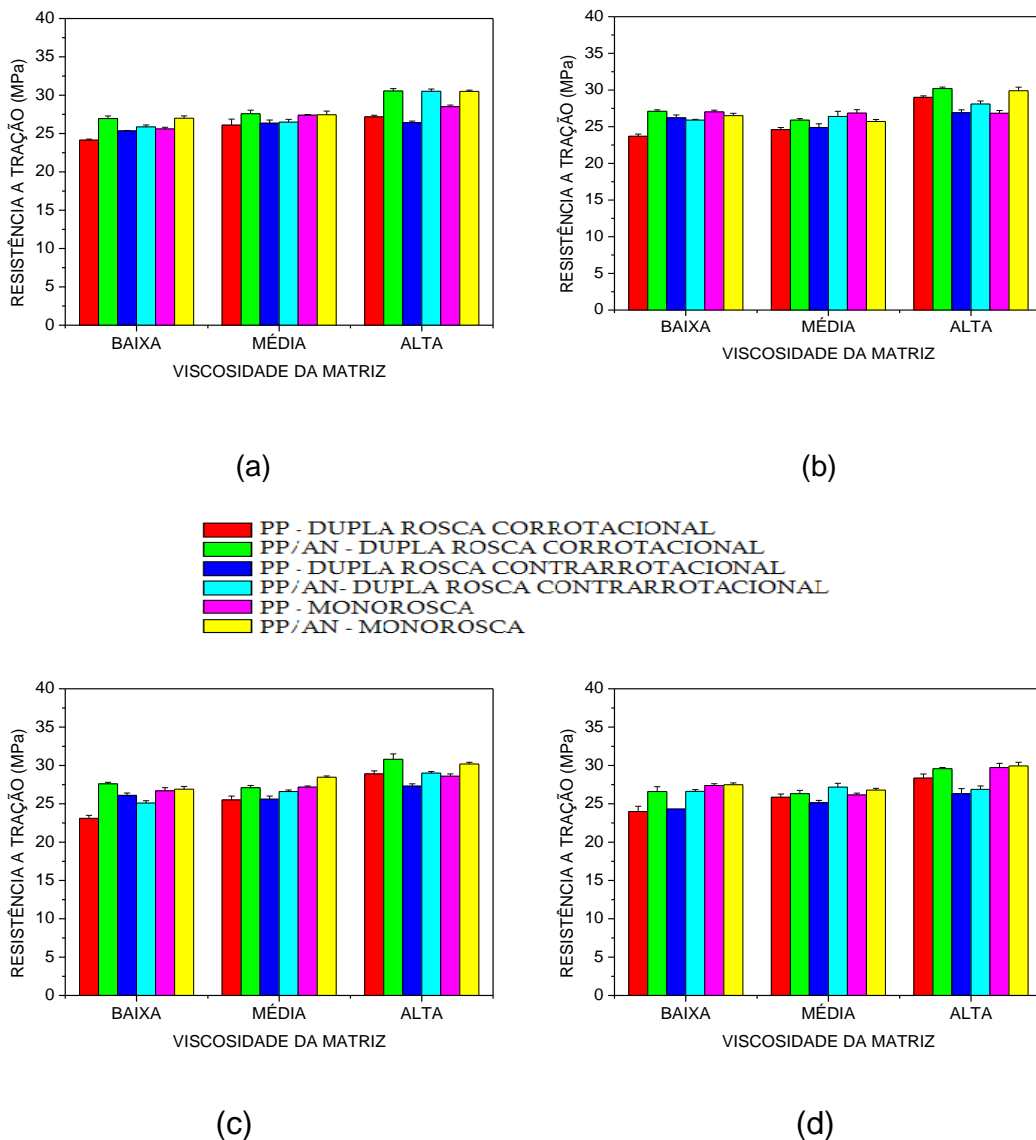 40
35
30
25
20
15
10
5
0
RESISTÊNCIA A TRAÇÃO (MPa)
BAIXA MÉDIA ALTA
VISCOSIDADE DA MATRIZ
(a)
40
35
30
25
20
15
10
5
0
RESISTÊNCIA A TRAÇÃO (MPa)
BAIXA MÉDIA ALTA
VISCOSIDADE DA MATRIZ
(b)
PP - DUPLA ROSCA CORROTACIONAL
PP/AN - DUPLA ROSCA CORROTACIONAL
PP - DUPLA ROSCA CONTRARROTACIONAL
PP/AN- DUPLA ROSCA CONTRARROTACIONAL
PP - MONOROSCA
PP/AN - MONOROSCA
40
35
30
25
20
15
10
5
0
RESISTÊNCIA A TRAÇÃO (MPa)
BAIXA MÉDIA ALTA
VISCOSIDADE DA MATRIZ
(c)
40
35
30
25
20
15
10
5
0
RESISTÊNCIA A TRAÇÃO (MPa)
BAIXA MÉDIA ALTA
VISCOSIDADE DA MATRIZ
(d)